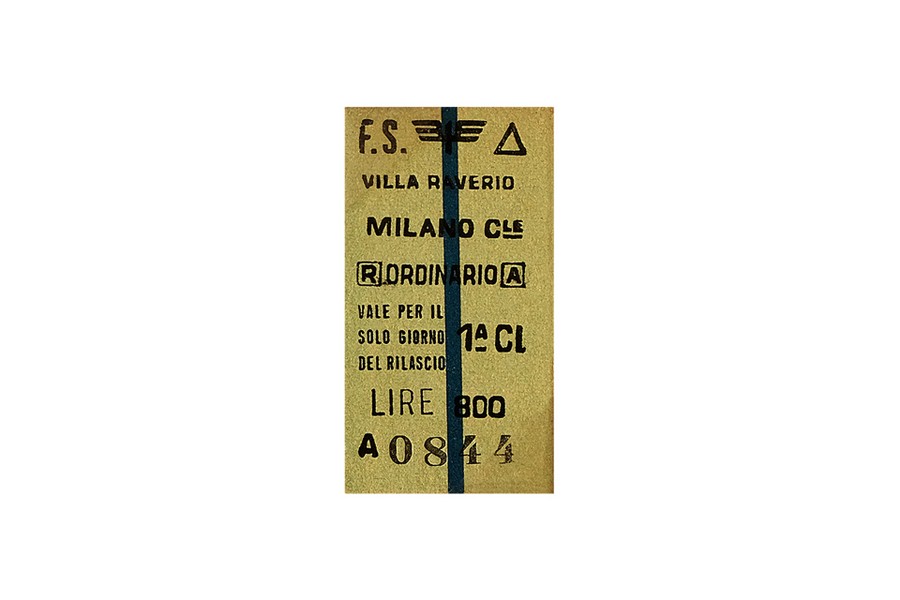 F.S.
VILLA RAVERIO
MILANO CLE
R ORDINARIO A
VALE PER IL
SOLO GIORNO
DEL RILASCIO
1A Cl
LIRE 800
A 0844